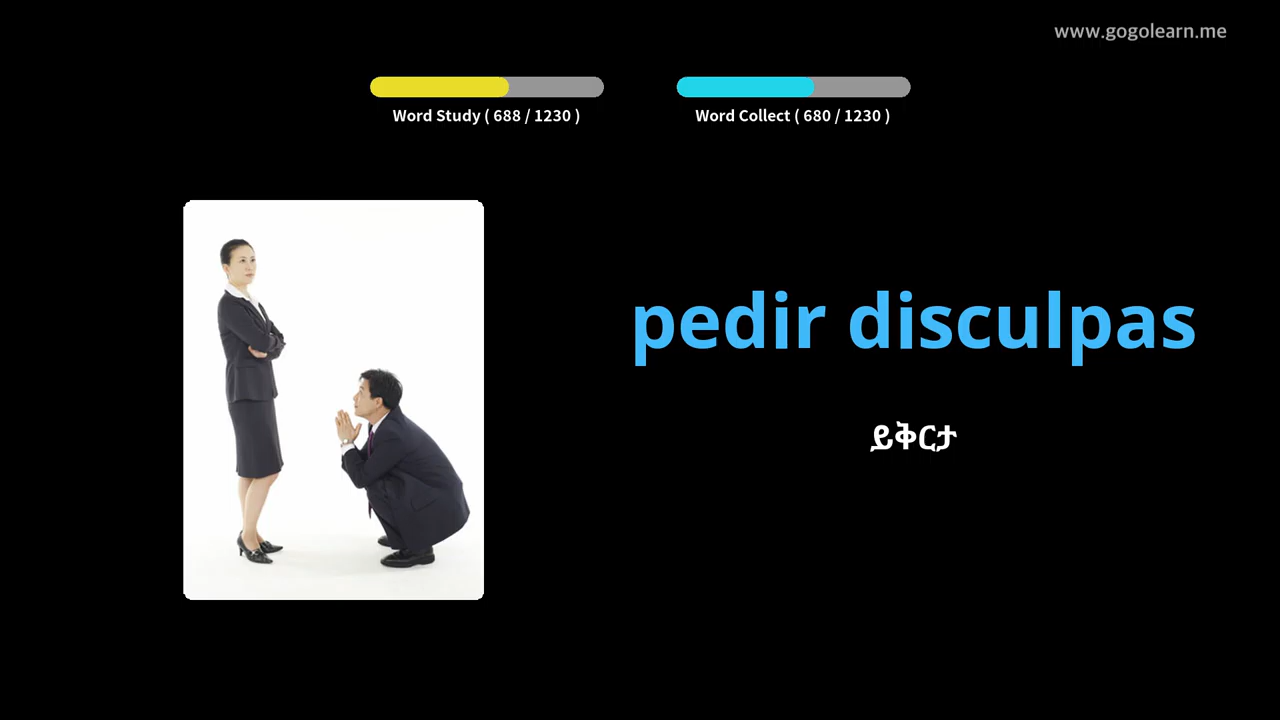 www.gogolearn.me
Word Study ( 688 / 1230 )
Word Collect ( 680 / 1230 )
pedir disculpas
ይቅርታ